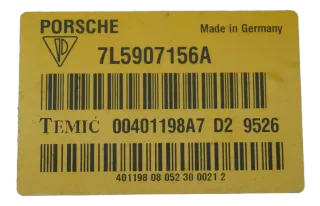 PORSCHE Made in Germany
7L5907156A
TEMIC 00401198A7 D2 9526
401198 08 052 30 0021 2